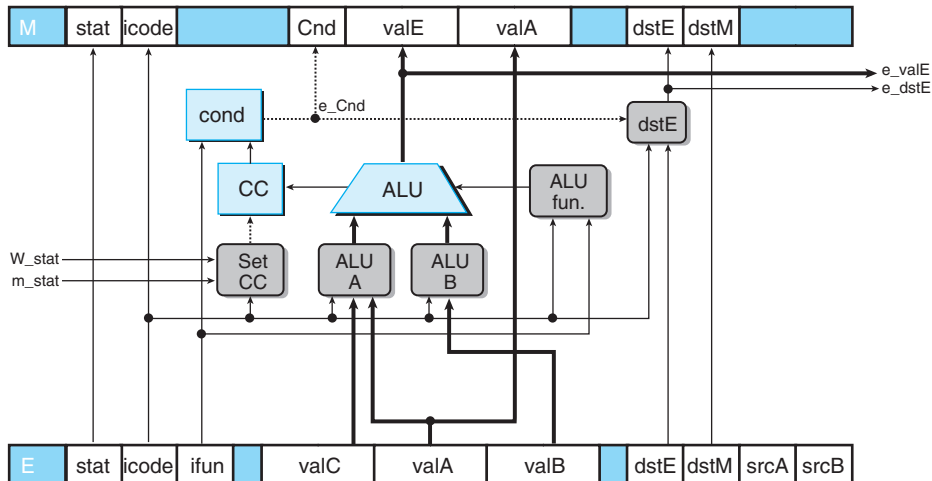 M stat icode Cnd valE valA dstE dstM
e_valE
e_dstE
e_Cnd
cond
dstE
CC
ALU
ALU
fun.
W_stat
m_stat
Set
CC
ALU
A
ALU
B
E stat icode ifun valC valA valB dstE dstM srcA srcB